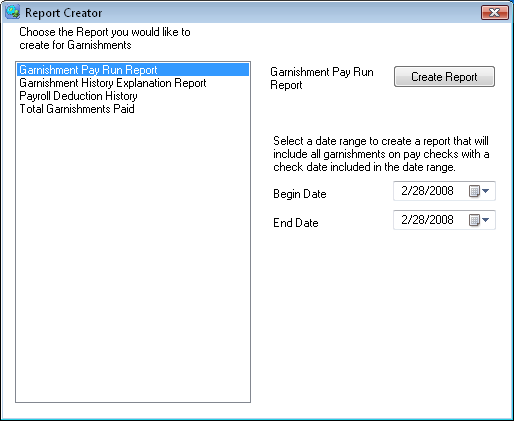 Report Creator
Choose the Report you would like to
create for Garnishments
Garnishment Pay Run Report
Garnishment History Explanation Report
Payroll Deduction History
Total Garnishments Paid
Garnishment Pay Run
Report
Create Report
Select a date range to create a report that will
include all garnishments on pay checks with a
check date included in the date range.
Begin Date
2/28/2008
End Date
2/28/2008